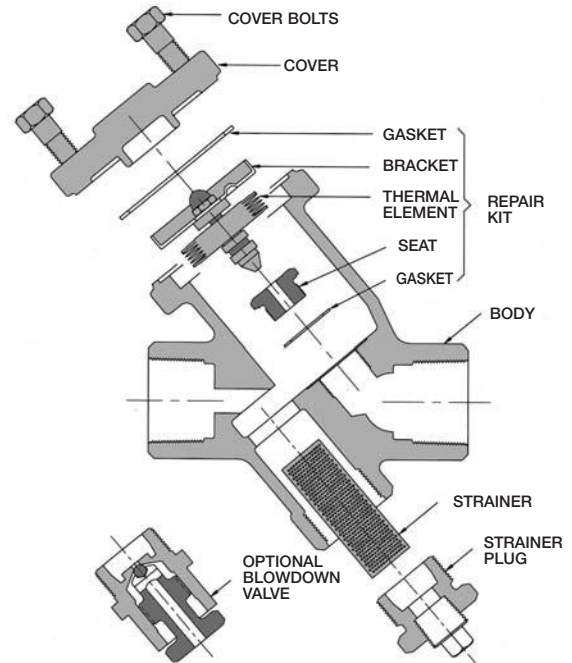 COVER BOLTS
COVER
GASKET
BRACKET
THERMAL
ELEMENT
REPAIR
KIT
SEAT
GASKET
BODY
STRAINER
STRAINER
PLUG
OPTIONAL
BLOWDOWN
VALVE